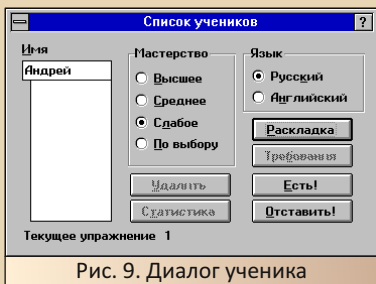 Список учеников ?
Имя
Андрей
Мастерство
Высшее
Среднее
Слабое
По выбору
Язык
Русский
Английский
Раскладка
Требования
Удалить
Есть!
Статистика
Отставить!
Текущее упражнение 1
Рис. 9. Диалог ученика